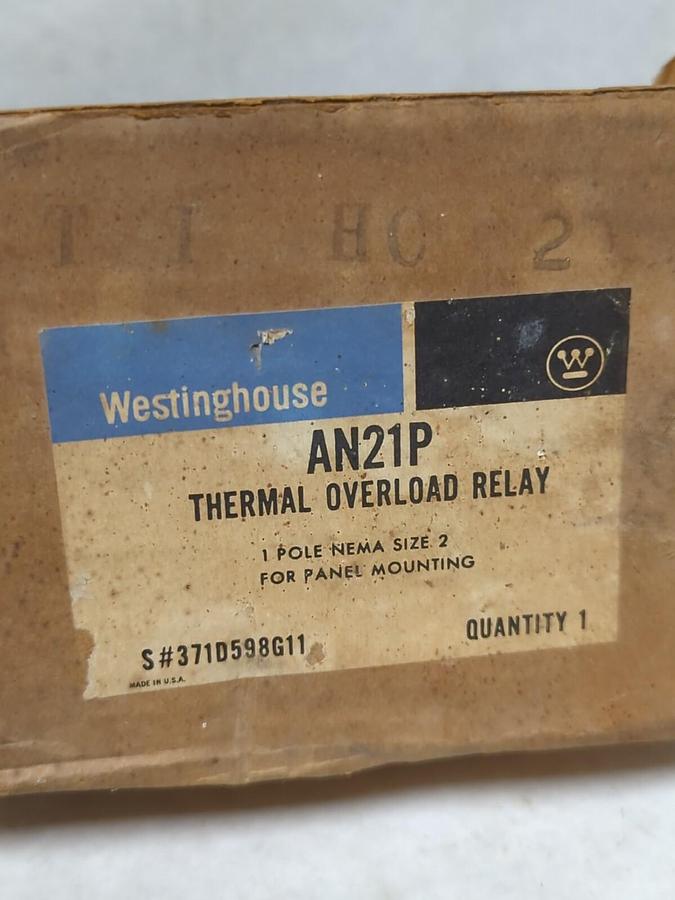 T I HC 2
Westinghouse
W
AN21P
THERMAL OVERLOAD RELAY
1 POLE NEMA SIZE 2
FOR PANEL MOUNTING
QUANTITY 1
S#371D598G11
MADE IN U.S.A.